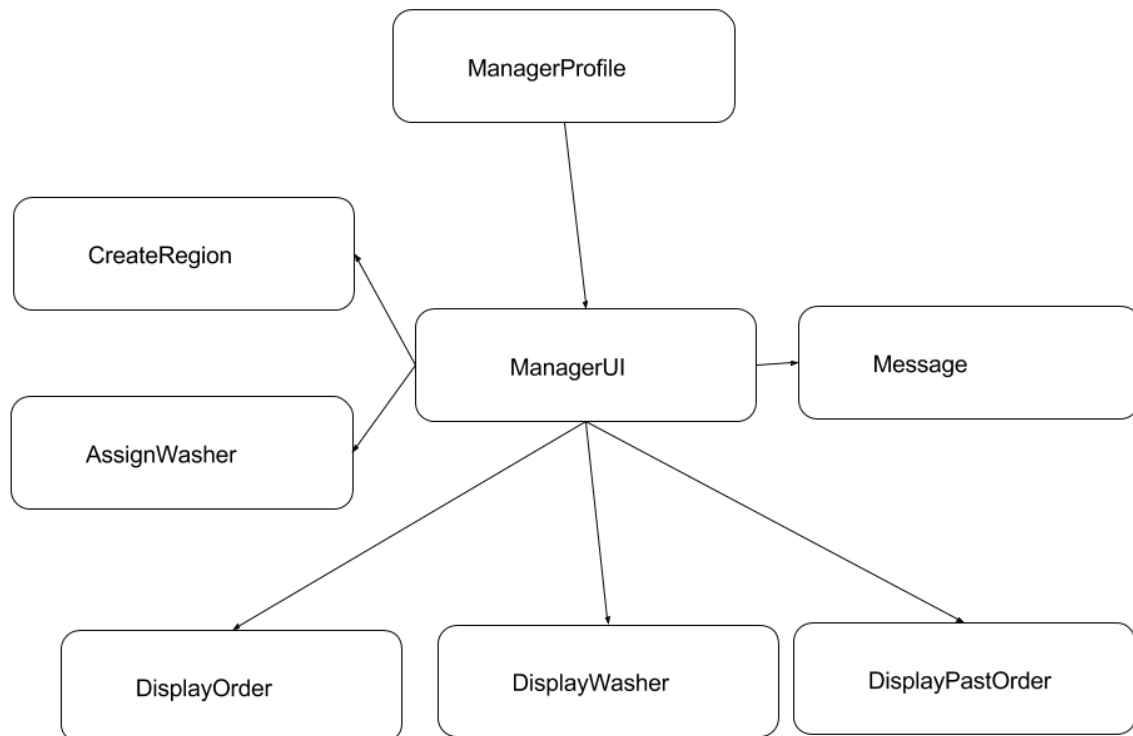 ManagerProfile
CreateRegion
ManagerUI
Message
AssignWasher
DisplayOrder
DisplayWasher
DisplayPastOrder